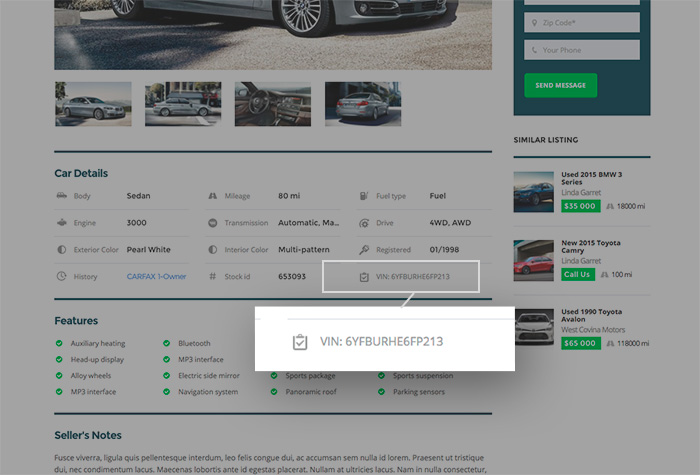 Zip Code*
Your Phone
SEND MESSAGE
SIMILAR LISTING
Used 2015 BMW 3
Series
Linda Garret
$35 000 18000 mi
New 2015 Toyota
Camry
Linda Garret
Call Us 100 mi
Used 1990 Toyota
Avalon
West Covina Motors
$65 000 118000 mi
Car Details
Body Sedan Mileage 80 mi Fuel type Fuel
Engine 3000 Transmission Automatic, Ma... Drive 4WD, AWD
Exterior Color Pearl White Interior Color Multi-pattern Registered 01/1998
History CARFAX 1-Owner Stock id 653093 VIN: 6YFBURHE6FP213
VIN: 6YFBURHE6FP213
Features
Auxiliary heating Bluetooth
Head-up display MP3 interface
Alloy wheels Electric side mirror Sports package Sports suspension
MP3 interface Navigation system Panoramic roof Parking sensors
Seller's Notes
Fusce viverra, ligula quis pellentesque interdum, leo felis congue dui, ac accumsan sem nulla id lorem. Praesent ut tristique
dui, nec condimentum lacus. Maecenas lobortis ante id egestas placerat. Nullam at iaculis lacus. Nam in nulla consectetur,